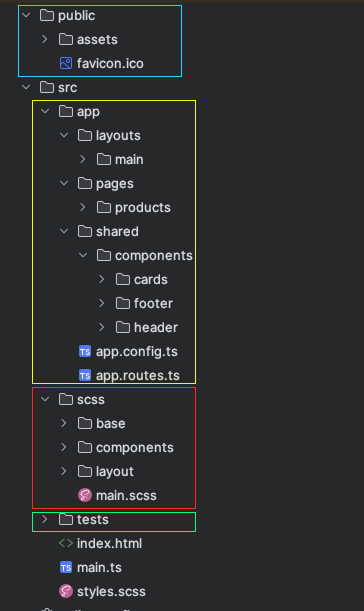 public
assets
favicon.ico
src
app
layouts
main
pages
products
shared
components
cards
footer
header
TS app.config.ts
TS app.routes.ts
scss
base
components
layout
main.scss
tests
<> index.html
TS main.ts
styles.scss